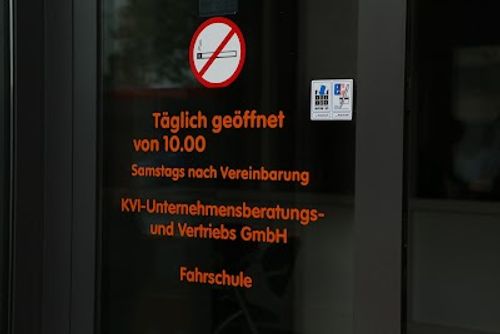 Täglich geöffnet
von 10.00
Samstags nach Vereinbarung
KVI-Unternehmensberatungs-
und Vertriebs GmbH
Fahrschule